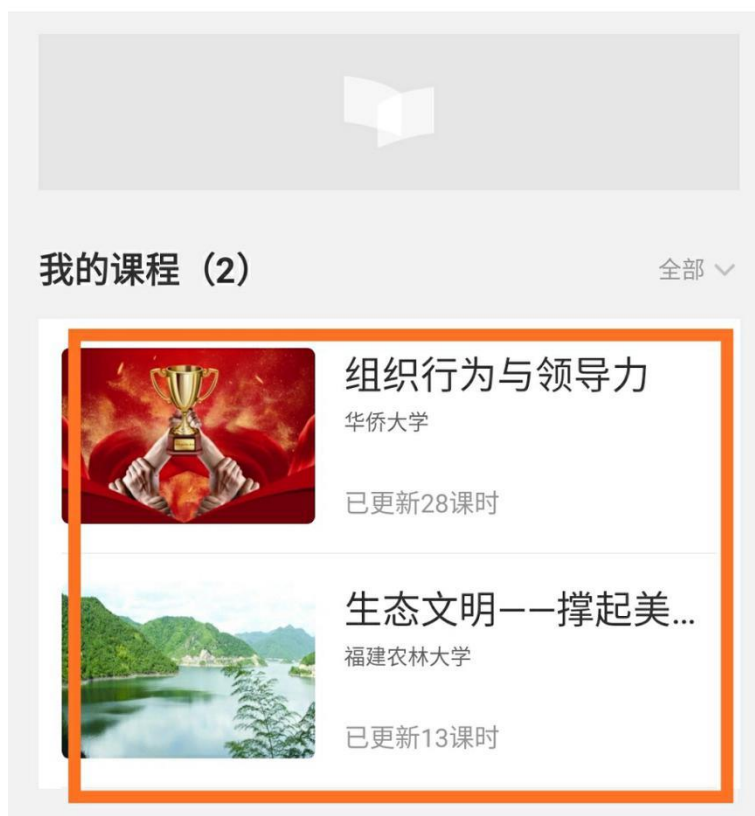 我的课程（2）
全部
组织行为与领导力
华侨大学
已更新28课时
生态文明——撑起美...
福建农林大学
已更新13课时